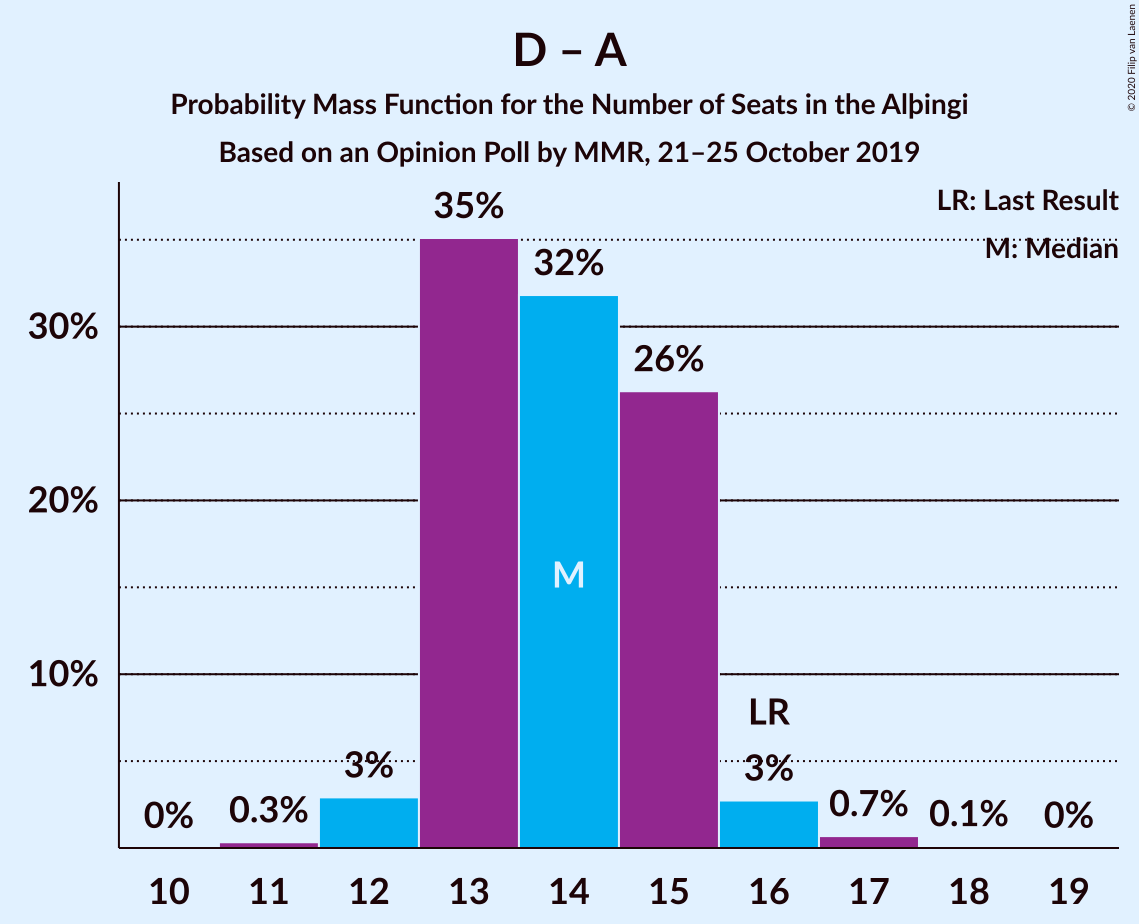 D – A
Probability Mass Function for the Number of Seats in the Alþingi
Based on an Opinion Poll by MMR, 21–25 October 2019
© 2020 Filip van Laenen
LR: Last Result
M: Median
35%
32%
30%
26%
20%
M
10%
LR
3%
3%
0%
0.3%
0.7%
0.1%
0%
10 11 12 13 14 15 16 17 18 19